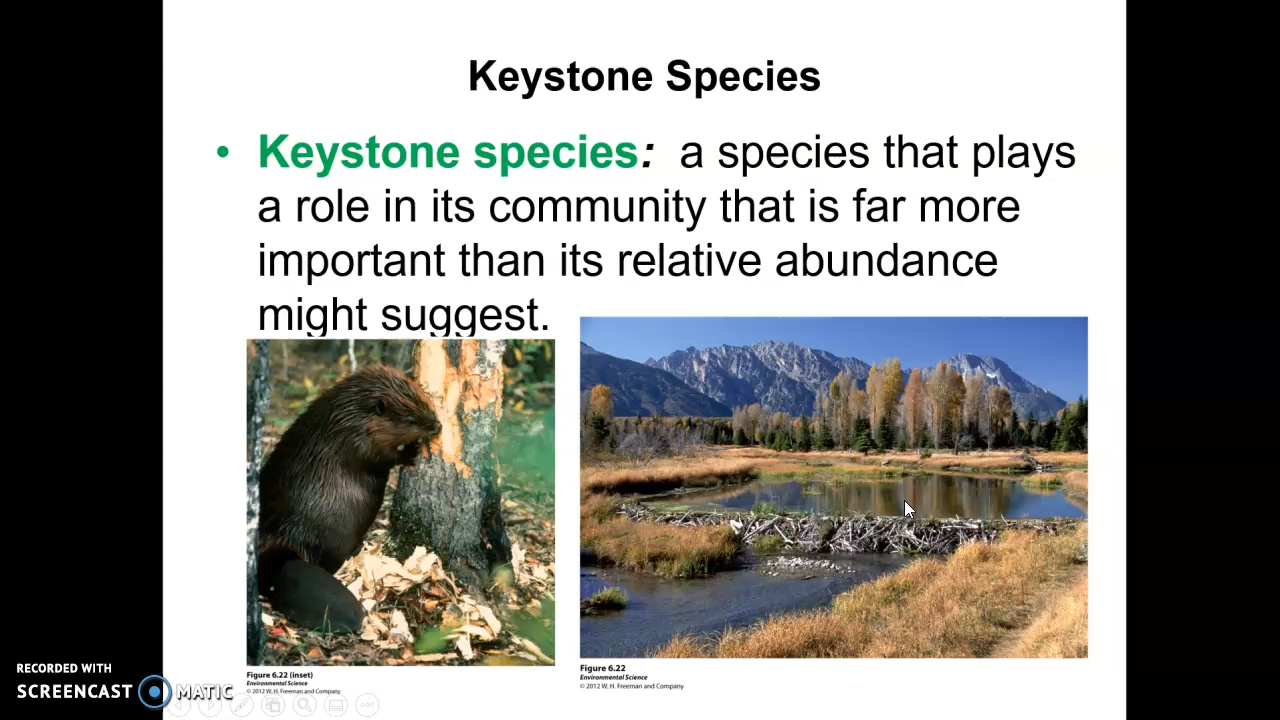 Keystone Species
• Keystone species: a species that plays
a role in its community that is far more
important than its relative abundance
might suggest.
Figure 6.22 (inset)
Environmental Science
© 2012 W. H. Freeman and Company
Figure 6.22
Environmental Science
© 2012 W. H. Freeman and Company
RECORDED WITH
SCREENCAST MATIC